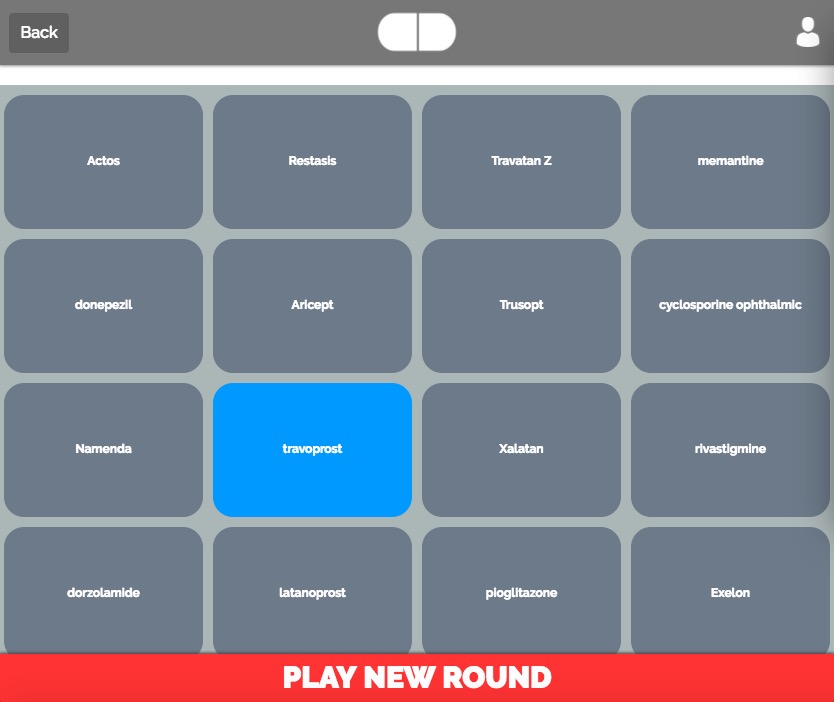 Back
Actos
Restasis
Travatan Z
memantine
donepezil
Aricept
Trusopt
cyclosporine ophthalmic
Namenda
travoprost
Xalatan
rivastigmine
dorzolamide
latanoprost
pioglitazone
Exelon
PLAY NEW ROUND